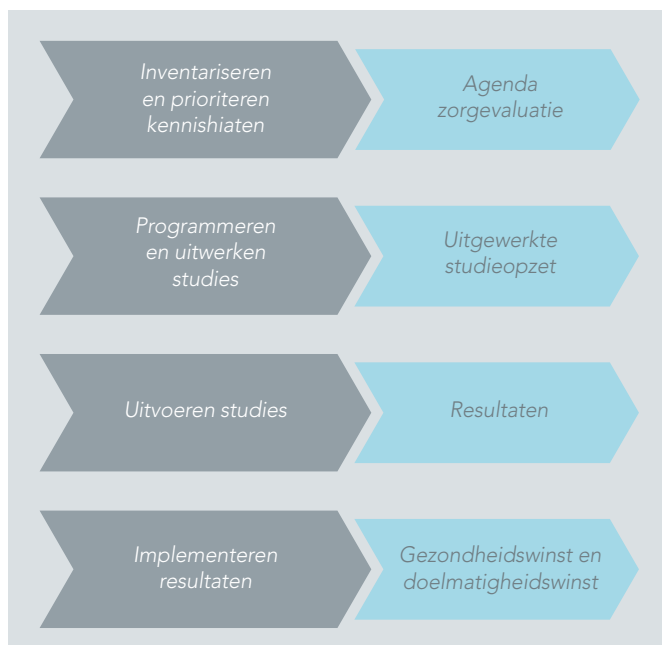 Inventariseren
en prioriteren
kennishiaten
Agenda
zorgevaluatie
Programmeren
en uitwerken
studies
Uitgewerkte
studieopzet
Uitvoeren studies
Resultaten
Implementeren
resultaten
Gezondheidswinst en
doelmatigheidswinst